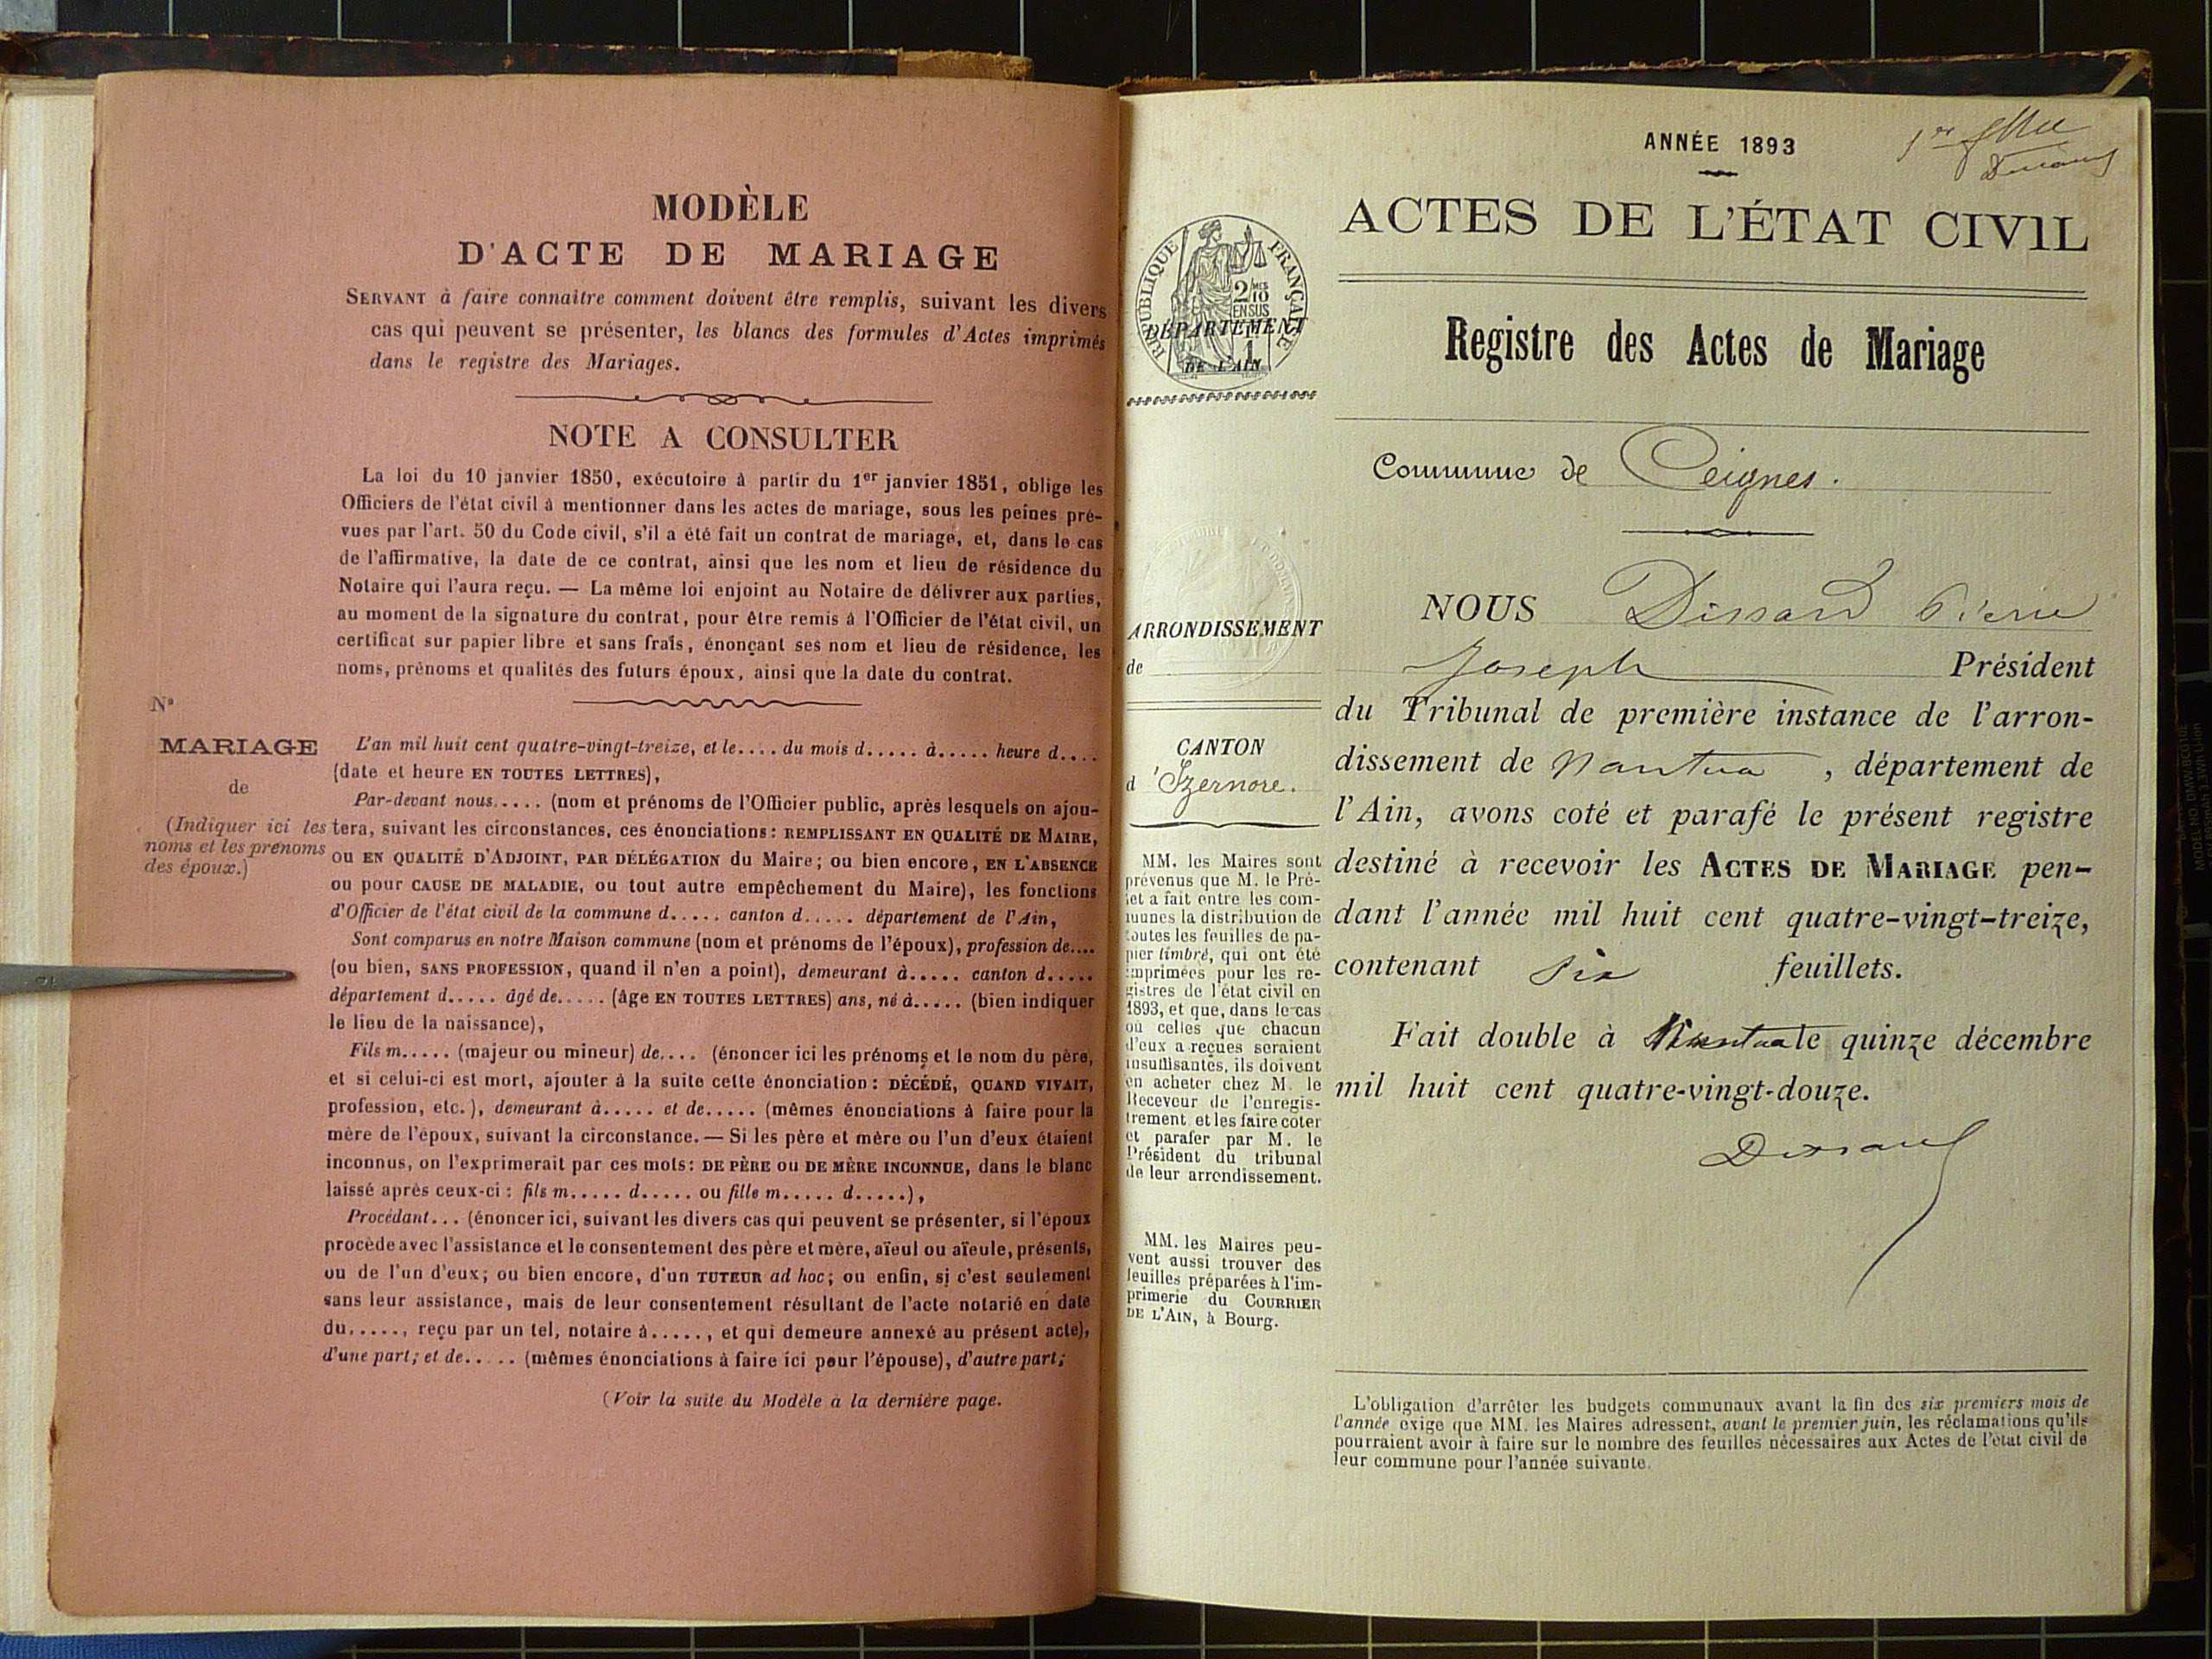 MODÈLE
D'ACTE DE MARIAGE
SERVANT à faire connaître comment doivent être remplis, suivant les divers
cas qui peuvent se présenter, les blancs des formules d'Actes imprimés
dans le registre des Mariages.
NOTE A CONSULTER
La loi du 10 janvier 1850, exécutoire à partir du 1er janvier 1851, oblige les
Officiers de l'état civil à mentionner dans les actes de mariage, sous les peines pré-
vues par l'art. 50 du Code civil, s'il a été fait un contrat de mariage, et, dans le cas
de l'affirmative, la date de ce contrat, ainsi que les nom et lieu de résidence du
Notaire qui l'aura reçu. — La même loi enjoint au Notaire de délivrer aux parties,
au moment de la signature du contrat, pour être remis à l'Officier de l'état civil, un
certificat sur papier libre et sans frais, énonçant ses nom et lieu de résidence, les
noms, prénoms et qualités des futurs époux, ainsi que la date du contrat.
N°
MARIAGE
de
(Indiquer ici les
noms et les prénoms
des époux.)
L'an mil huit cent quatre-vingt-treize, et le.... du mois d..... à..... heure d....
(date et heure EN TOUTES LETTRES),
Par-devant nous..... (nom et prénoms de l'Officier public, après lesquels on ajou-
tera, suivant les circonstances, ces énonciations: REMPLISSANT EN QUALITÉ DE MAIRE,
ou EN QUALITÉ D'ADJOINT, PAR DÉLÉGATION du Maire; ou bien encore, EN L'ABSENCE
ou pour CAUSE DE MALADIE, ou tout autre empêchement du Maire), les fonctions
d'Officier de l'état civil de la commune d..... canton d..... département de l'Ain,
Sont comparus en notre Maison commune (nom et prénoms de l'époux), profession de....
(ou bien, SANS PROFESSION, quand il n'en a point), demeurant à..... canton d.....
département d..... âgé de..... (âge EN TOUTES LETTRES) ans, né à..... (bien indiquer
le lieu de la naissance),
Fils m..... (majeur ou mineur) de.... (énoncer ici les prénoms et le nom du père,
et si celui-ci est mort, ajouter à la suite cette énonciation: DÉCÉDÉ, QUAND VIVAIT,
profession, etc.), demeurant à..... et de..... (mêmes énonciations à faire pour la
mère de l'époux, suivant la circonstance. — Si les père et mère ou l'un d'eux étaient
inconnus, on l'exprimerait par ces mots: DE PÈRE ou DE MÈRE INCONNUE, dans le blanc
laissé après ceux-ci: fils m..... d..... ou fille m..... d.....),
Procédant... (énoncer ici, suivant les divers cas qui peuvent se présenter, si l'époux
procède avec l'assistance et le consentement des père et mère, aïeul ou aïeule, présents,
ou de l'un d'eux; ou bien encore, d'un TUTEUR ad hoc; ou enfin, si c'est seulement
sans leur assistance, mais de leur consentement résultant de l'acte notarié en date
du....., reçu par un tel, notaire à....., et qui demeure annexé au présent acte),
d'une part; et de..... (mêmes énonciations à faire ici pour l'épouse), d'autre part;
(Voir la suite du Modèle à la dernière page.
ANNÉE 1893
1er
ACTES DE L'ÉTAT CIVIL
RÉPUBLIQUE FRANÇAISE
2/10 MES
EN SUS
DÉPARTEMENT
DE L'AIN
Registre des Actes de Mariage
Commune de Ceignes.
ARRONDISSEMENT
de
CANTON
d'Izernore.
MM. les Maires sont
prévenus que M. le Pré-
fet a fait entre les com-
munes la distribution de
toutes les feuilles de pa-
pier timbré, qui ont été
imprimées pour les re-
gistres de l'état civil en
1893, et que, dans le cas
où celles que chacun
d'eux a reçues seraient
insuffisantes, ils doivent
en acheter chez M. le
Receveur de l'enregis-
trement et les faire coter
et parafer par M. le
Président du tribunal
de leur arrondissement.
MM. les Maires peu-
vent aussi trouver des
feuilles préparées à l'im-
primerie du COURRIER
DE L'AIN, à Bourg.
NOUS Dissard Pierre
Joseph Président
du Tribunal de première instance de l'arron-
dissement de Nantua, département de
l'Ain, avons coté et parafé le présent registre
destiné à recevoir les ACTES DE MARIAGE pen-
dant l'année mil huit cent quatre-vingt-treize,
contenant six feuillets.
Fait double à Nantua le quinze décembre
mil huit cent quatre-vingt-douze.
Dissard
L'obligation d'arrêter les budgets communaux avant la fin des six premiers mois de
l'année exige que MM. les Maires adressent, avant le premier juin, les réclamations qu'ils
pourraient avoir à faire sur le nombre des feuilles nécessaires aux Actes de l'état civil de
leur commune pour l'année suivante.